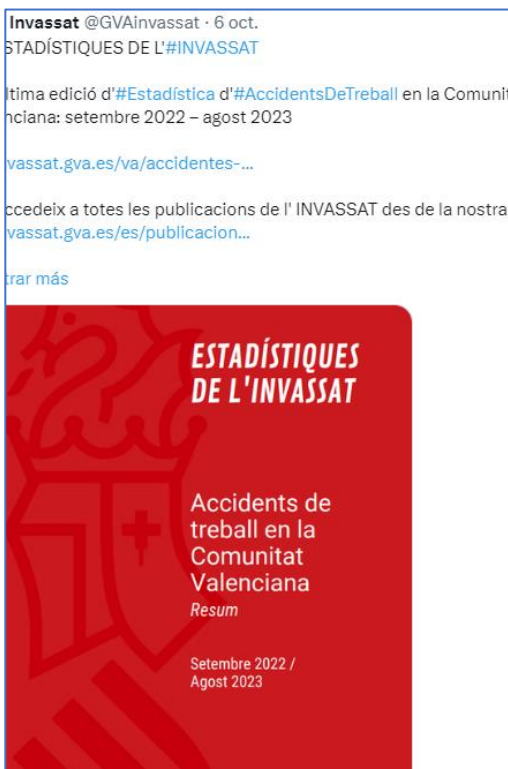 Invassat @GVAinvassat · 6 oct.
STADÍSTIQUES DE L'#INVASSAT
ltima edició d'#Estadística d'#AccidentsDeTreball en la Comunit
nciana: setembre 2022 – agost 2023
vassat.gva.es/va/accidentes-...
ccedeix a totes les publicacions de l' INVASSAT des de la nostra
vassat.gva.es/es/publicacion...
trar más
ESTADÍSTIQUES
DE L'INVASSAT
Accidents de
treball en la
Comunitat
Valenciana
Resum
Setembre 2022 /
Agost 2023